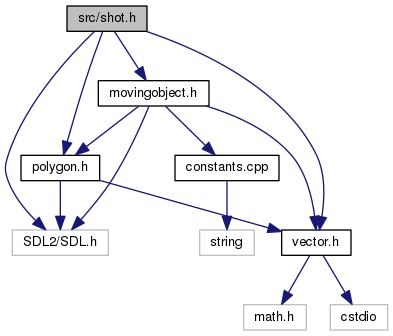 src/shot.h
movingobject.h
polygon.h
constants.cpp
SDL2/SDL.h
string
vector.h
math.h
cstdio